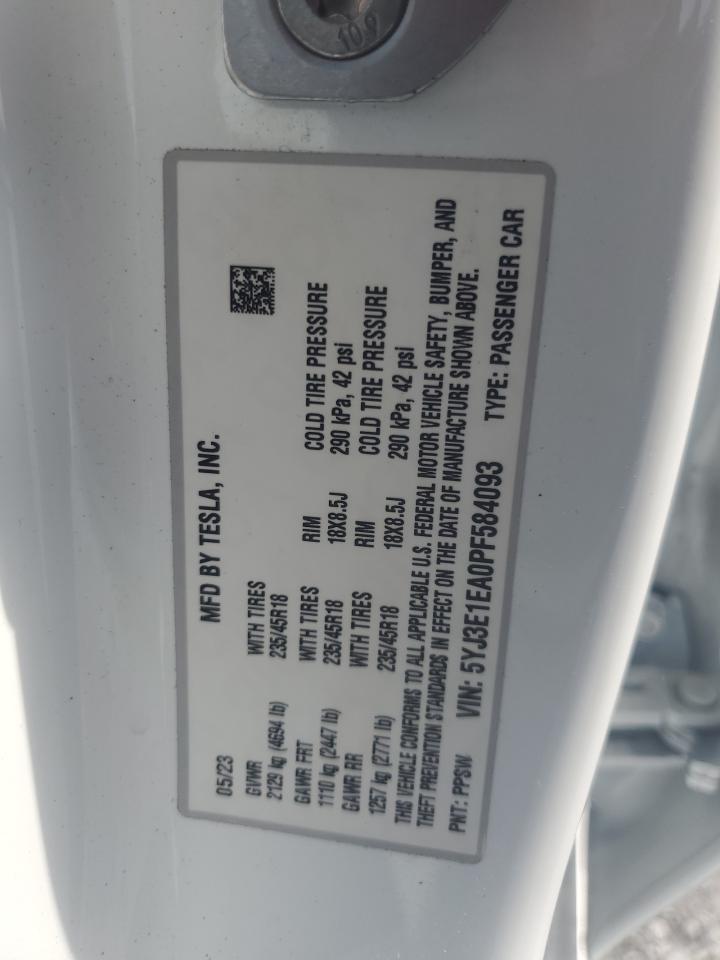 10.9
MFD BY TESLA, INC.
05/23
GVWR WITH TIRES
2129 kg (4694 lb) 235/45R18
GAWR FRT WITH TIRES RIM COLD TIRE PRESSURE
1110 kg (2447 lb) 235/45R18 18X8.5J 290 kPa, 42 psi
GAWR RR WITH TIRES RIM COLD TIRE PRESSURE
1257 kg (2771 lb) 235/45R18 18X8.5J 290 kPa, 42 psi
THIS VEHICLE CONFORMS TO ALL APPLICABLE U.S. FEDERAL MOTOR VEHICLE SAFETY, BUMPER, AND
THEFT PREVENTION STANDARDS IN EFFECT ON THE DATE OF MANUFACTURE SHOWN ABOVE.
PNT: PPSW VIN: 5YJ3E1EA0PF584093 TYPE: PASSENGER CAR